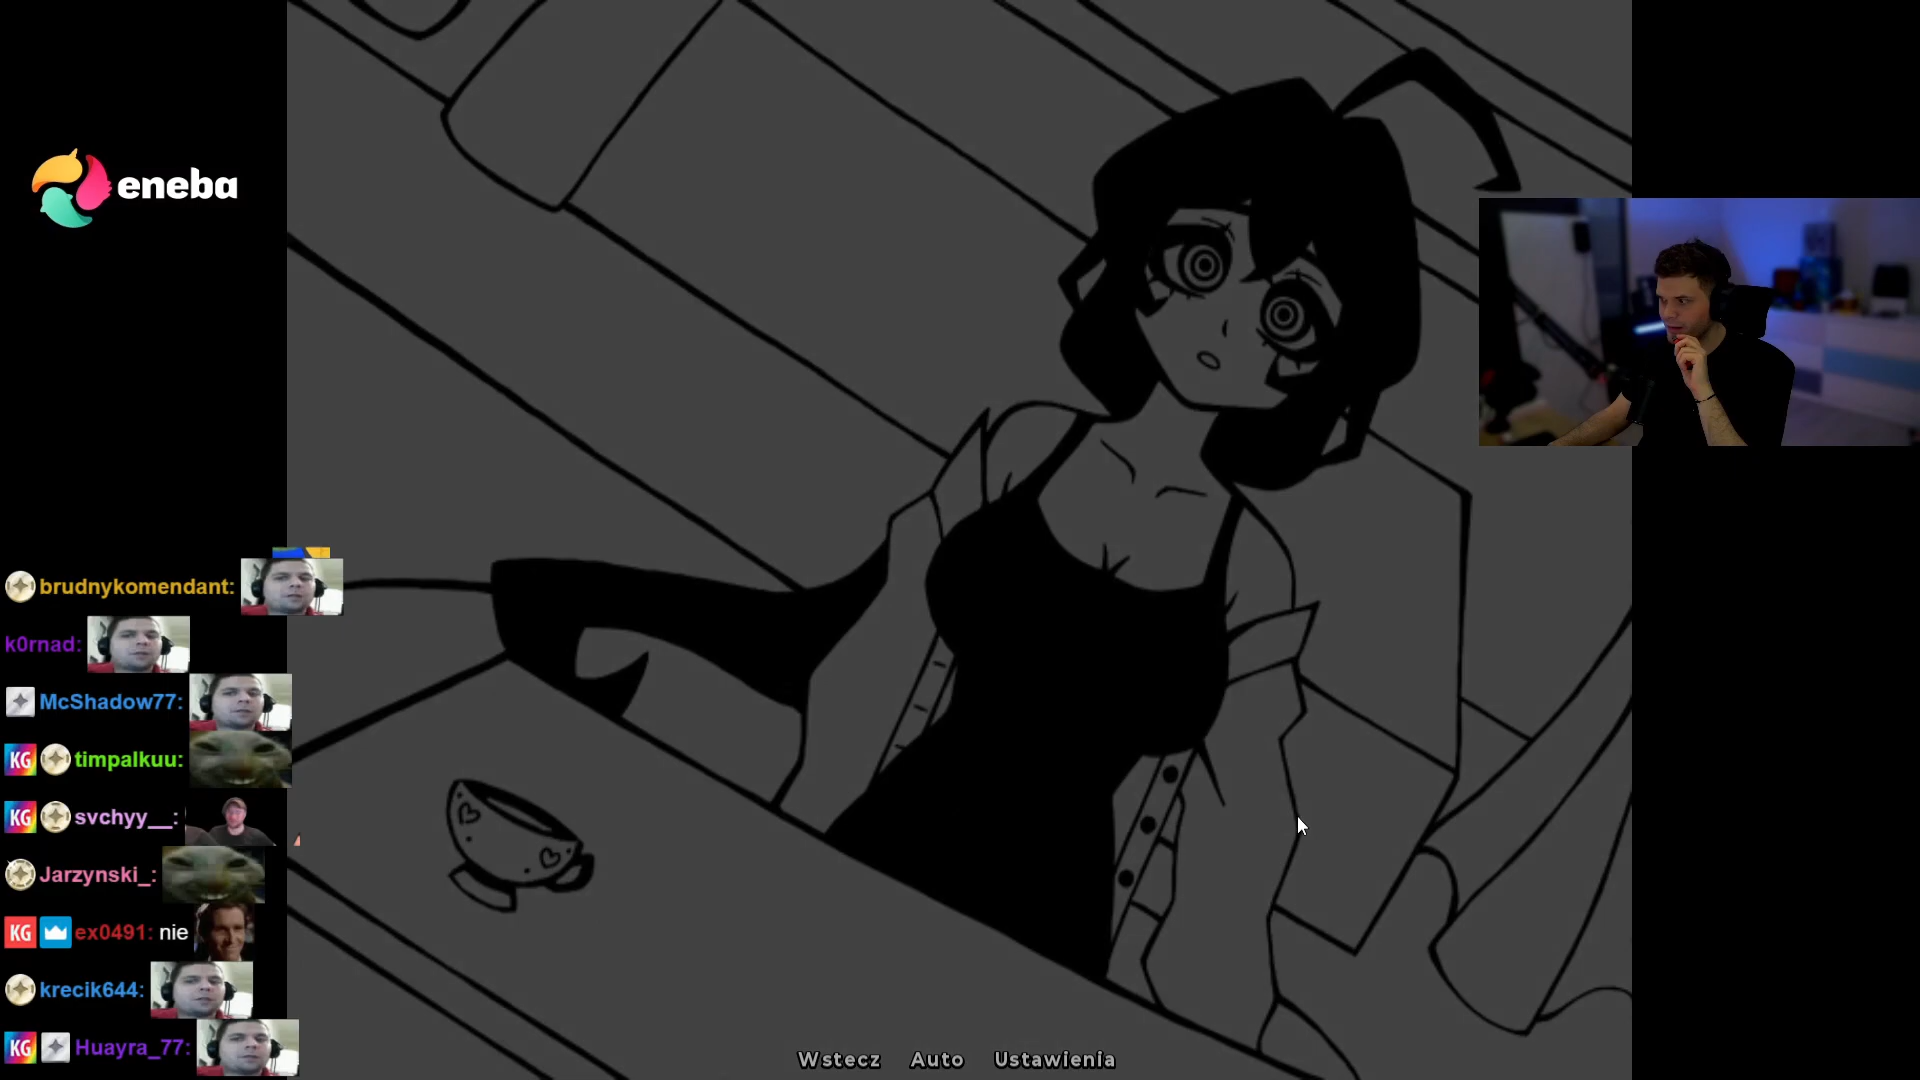 eneba
brudnykomendant:
k0rnad:
McShadow77:
KG timpalkuu:
KG svchyy__:
Jarzynski_:
KG ex0491: nie
krecik644:
KG Huayra_77:
Wstecz Auto Ustawienia